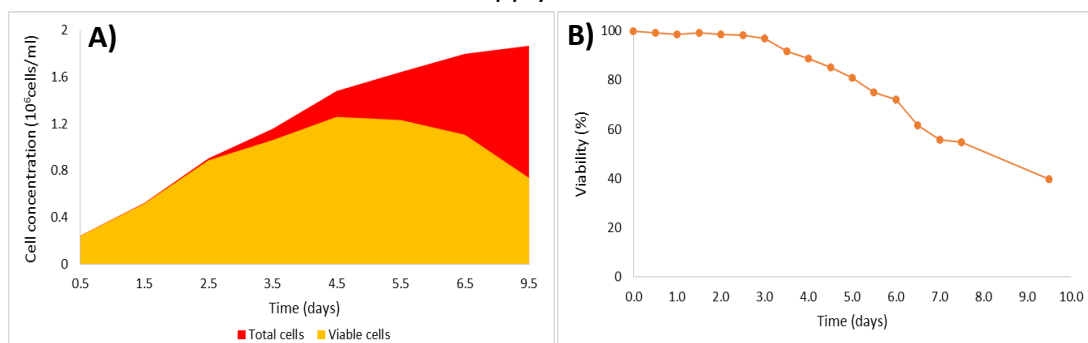 A)
Cell concentration (10⁶cells/ml)
2
1.6
1.2
0.8
0.4
0
0.5 1.5 2.5 3.5 4.5 5.5 6.5 9.5
Time (days)
Total cells Viable cells
B)
Viability (%)
100
80
60
40
20
0
0.0 1.0 2.0 3.0 4.0 5.0 6.0 7.0 8.0 9.0 10.0
Time (days)